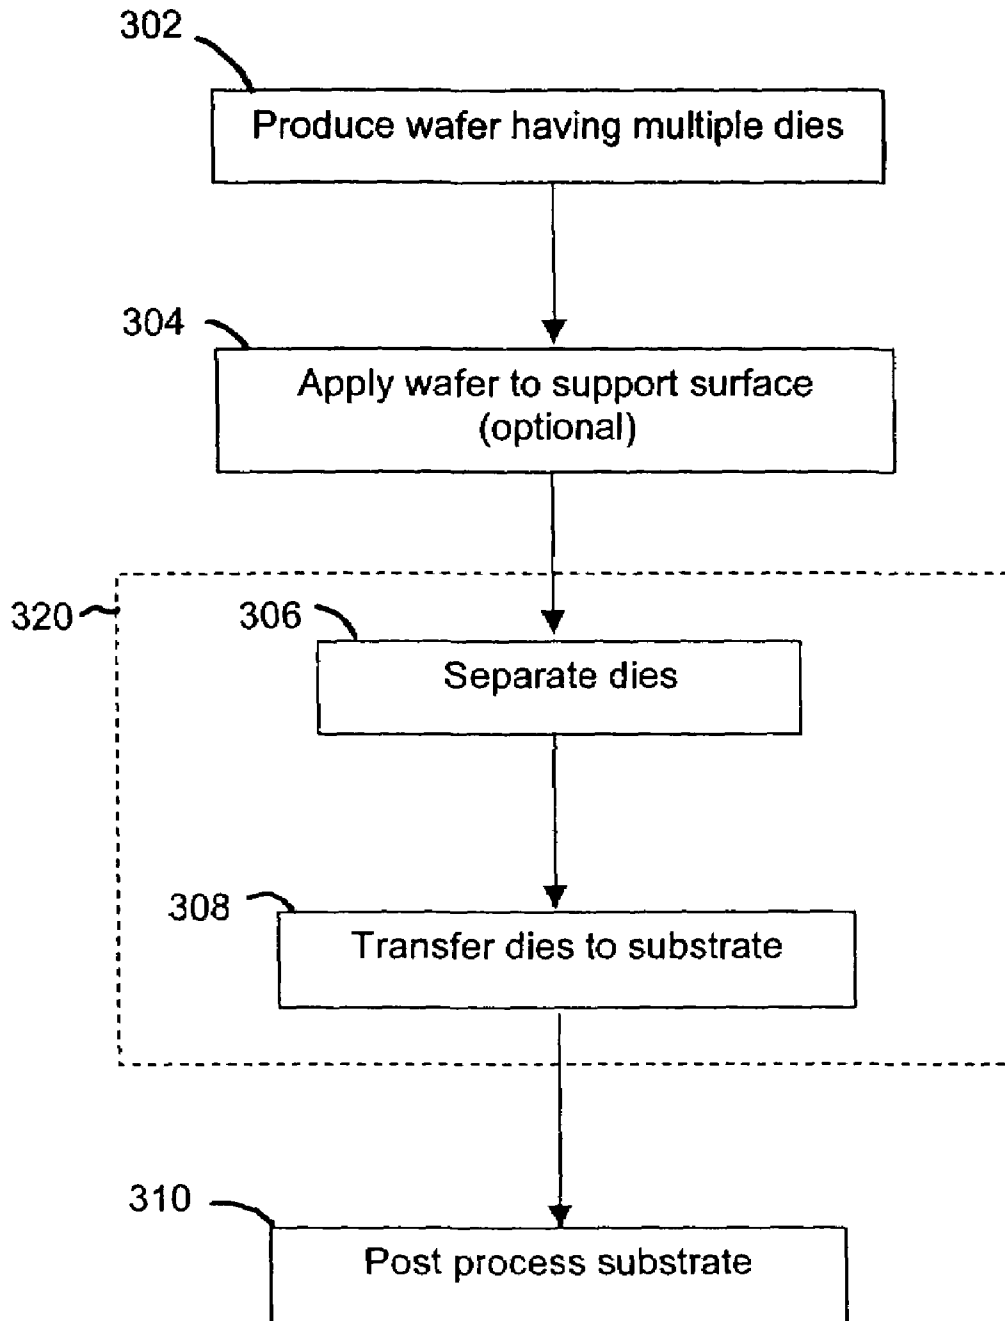 302
Produce wafer having multiple dies
304
Apply wafer to support surface
(optional)
320
306
Separate dies
308
Transfer dies to substrate
310
Post process substrate